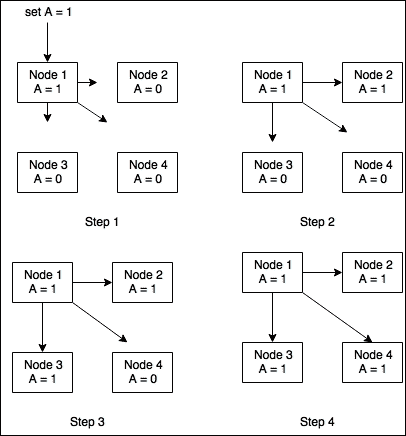 set A = 1
Node 1
A = 1
Node 2
A = 0
Node 3
A = 0
Node 4
A = 0
Step 1
Node 1
A = 1
Node 2
A = 1
Node 3
A = 0
Node 4
A = 0
Step 2
Node 1
A = 1
Node 2
A = 1
Node 3
A = 1
Node 4
A = 0
Step 3
Node 1
A = 1
Node 2
A = 1
Node 3
A = 1
Node 4
A = 1
Step 4